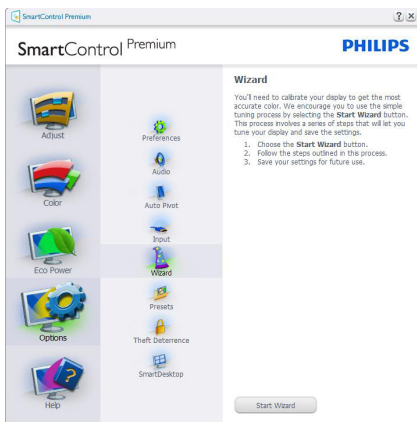 SmartControl Premium
SmartControl Premium
PHILIPS
Adjust
Color
Eco Power
Options
Help
Preferences
Audio
Auto Pivot
Input
Wizard
Presets
Theft Deterrence
SmartDesktop
Wizard
You'll need to calibrate your display to get the most
accurate color. We encourage you to use the simple
tuning process by selecting the Start Wizard button.
This process involves a series of steps that will let you
tune your display and save the settings.
1. Choose the Start Wizard button.
2. Follow the steps outlined in this process.
3. Save your settings for future use.
Start Wizard